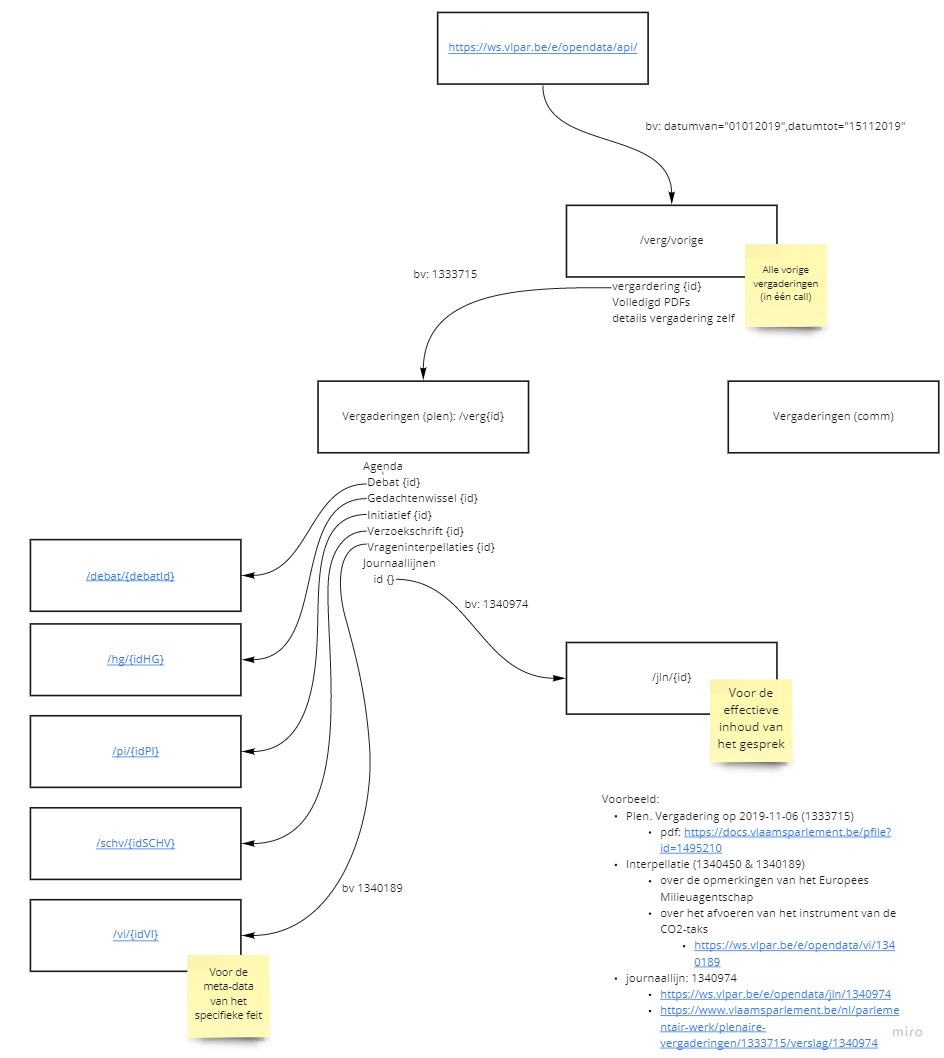 https://ws.vlpar.be/e/opendata/api/
bv: datumvan="01012019",datumtot="15112019"
/verg/vorige
Alle vorige
vergaderingen
(in één call)
bv: 1333715
vergardering {id}
Volledigd PDFs
details vergadering zelf
Vergaderingen (plen): /verg{id}
Vergaderingen (comm)
Agenda
Debat {id}
Gedachtenwissel {id}
Initiatief {id}
Verzoekschrift {id}
Vrageninterpellaties {id}
Journaallijnen
id {}
/debat/{debatId}
bv: 1340974
/hg/{idHG}
/jln/{id}
Voor de
effectieve
inhoud van
het gesprek
/pi/{idPI}
/schv/{idSCHV}
bv 1340189
/vi/{idVI}
Voor de
meta-data
van het
specifieke feit
Voorbeeld:
• Plen. Vergadering op 2019-11-06 (1333715)
• pdf: https://docs.vlaamsparlement.be/pfile?
id=1495210
• Interpellatie (1340450 & 1340189)
• over de opmerkingen van het Europees
Milieuagentschap
• over het afvoeren van het instrument van de
CO2-taks
• https://ws.vlpar.be/e/opendata/vi/134
0189
• journaallijn: 1340974
• https://ws.vlpar.be/e/opendata/jln/1340974
• https://www.vlaamsparlement.be/nl/parleme
ntair-werk/plenaire-
vergaderingen/1333715/verslag/1340974
miro